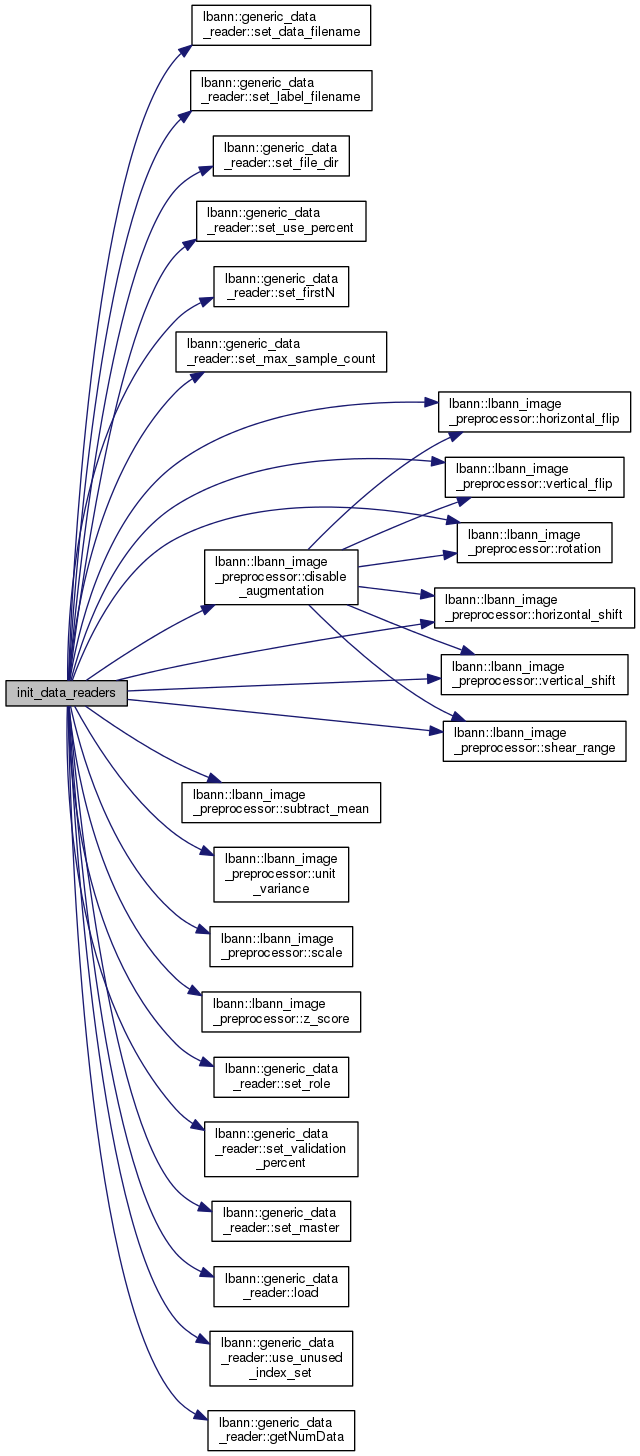 lbann::generic_data
_reader::set_data_filename
lbann::generic_data
_reader::set_label_filename
lbann::generic_data
_reader::set_file_dir
lbann::generic_data
_reader::set_use_percent
lbann::generic_data
_reader::set_firstN
lbann::generic_data
_reader::set_max_sample_count
lbann::lbann_image
_preprocessor::horizontal_flip
lbann::lbann_image
_preprocessor::vertical_flip
lbann::lbann_image
_preprocessor::rotation
lbann::lbann_image
_preprocessor::disable
_augmentation
lbann::lbann_image
_preprocessor::horizontal_shift
lbann::lbann_image
_preprocessor::vertical_shift
init_data_readers
lbann::lbann_image
_preprocessor::shear_range
lbann::lbann_image
_preprocessor::subtract_mean
lbann::lbann_image
_preprocessor::unit
_variance
lbann::lbann_image
_preprocessor::scale
lbann::lbann_image
_preprocessor::z_score
lbann::generic_data
_reader::set_role
lbann::generic_data
_reader::set_validation
_percent
lbann::generic_data
_reader::set_master
lbann::generic_data
_reader::load
lbann::generic_data
_reader::use_unused
_index_set
lbann::generic_data
_reader::getNumData